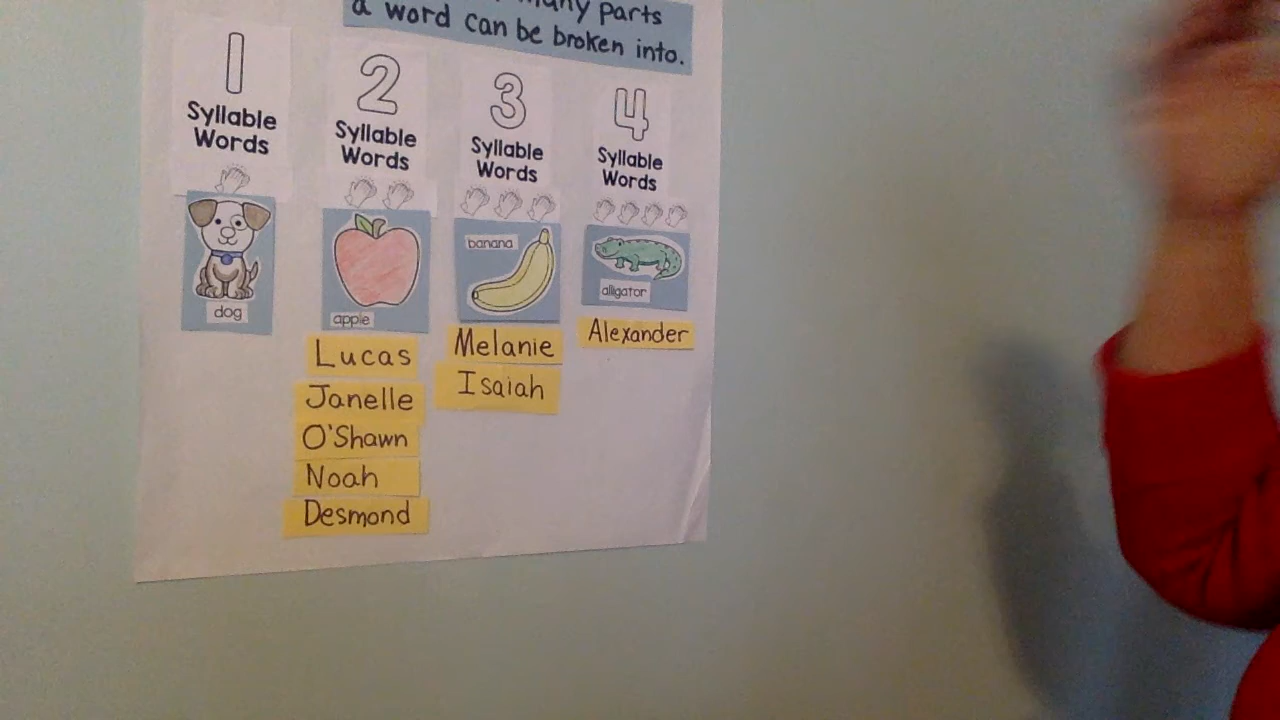 many parts
a word can be broken into.
1
Syllable
Words
dog
2
Syllable
Words
apple
Lucas
Janelle
O'Shawn
Noah
Desmond
3
Syllable
Words
banana
Melanie
Isaiah
4
Syllable
Words
alligator
Alexander